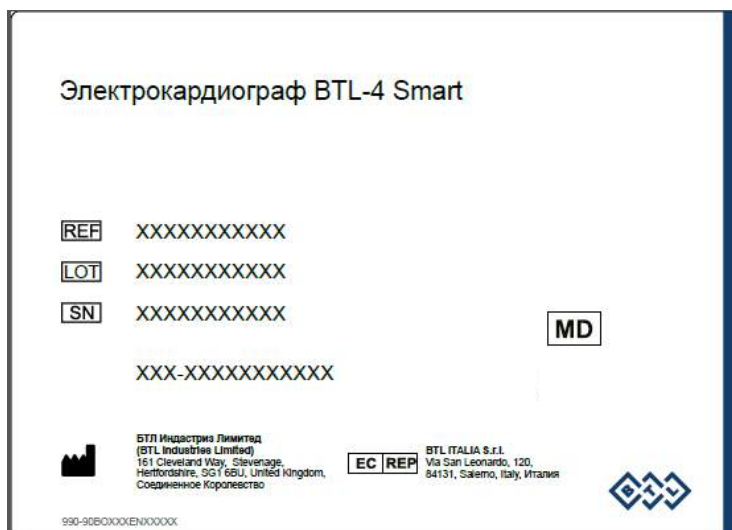 Электрокардиограф BTL-4 Smart
REF XXXXXXXXXXX
LOT XXXXXXXXXXX
SN XXXXXXXXXXX
MD
XXX-XXXXXXXXXXX
БТЛ Индастриз Лимитед
(BTL Industries Limited)
161 Cleveland Way, Stevenage,
Hertfordshire, SG1 6BU, United Kingdom,
Соединенное Королевство
EC REP
BTL ITALIA S.r.l.
Via San Leonardo, 120,
84131, Salerno, Italy, Италия
BTL
990-90BOXXXENXXXXX